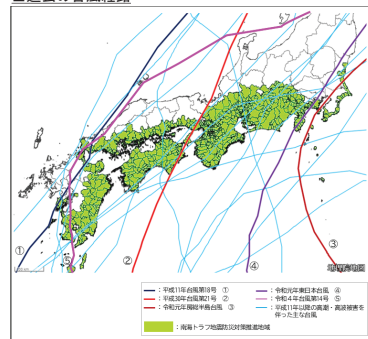 ①
②
③
④
⑤
:平成11年台風第18号 ①
:平成30年台風第21号 ②
:令和元年房総半島台風 ③
:令和元年東日本台風 ④
:令和4年台風第14号 ⑤
:平成11年以降の高潮・高波被害を
伴った主な台風
:南海トラフ地震防災対策推進地域